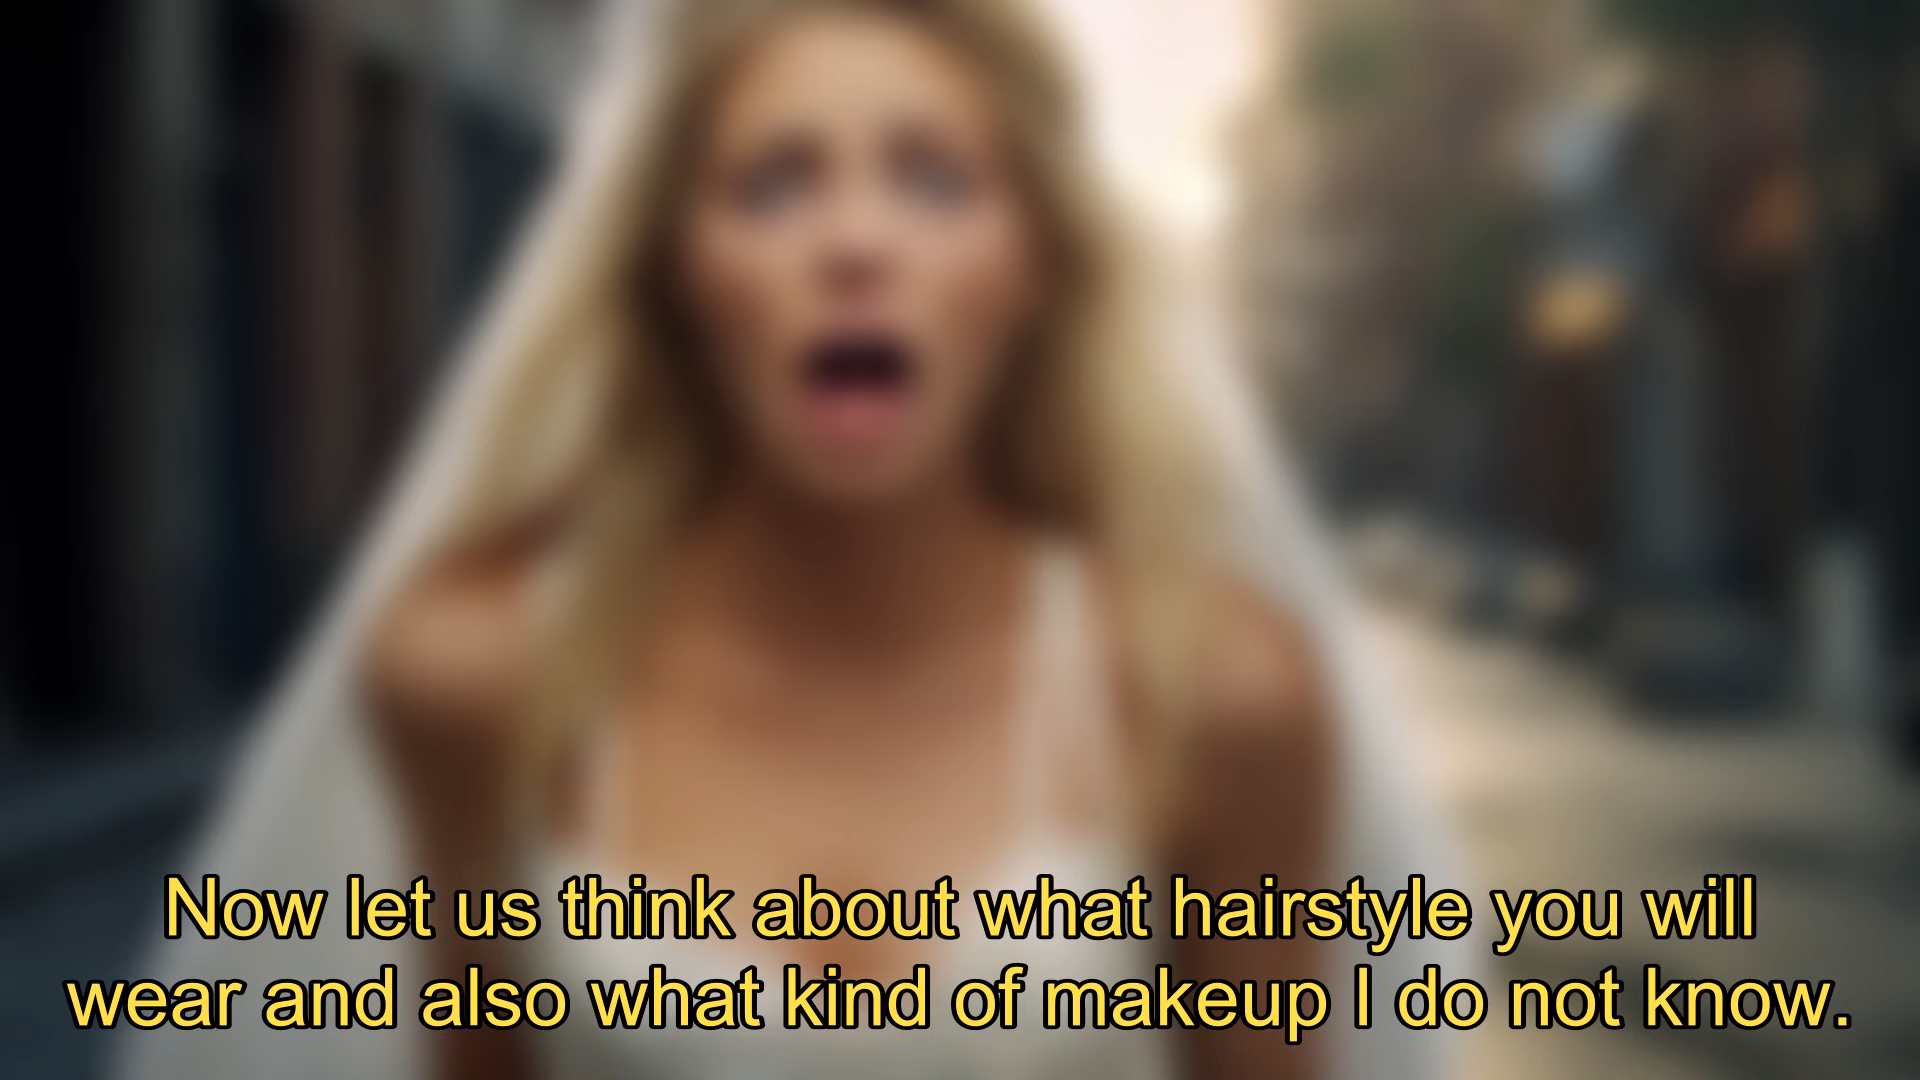 Now let us think about what hairstyle you will
wear and also what kind of makeup I do not know.